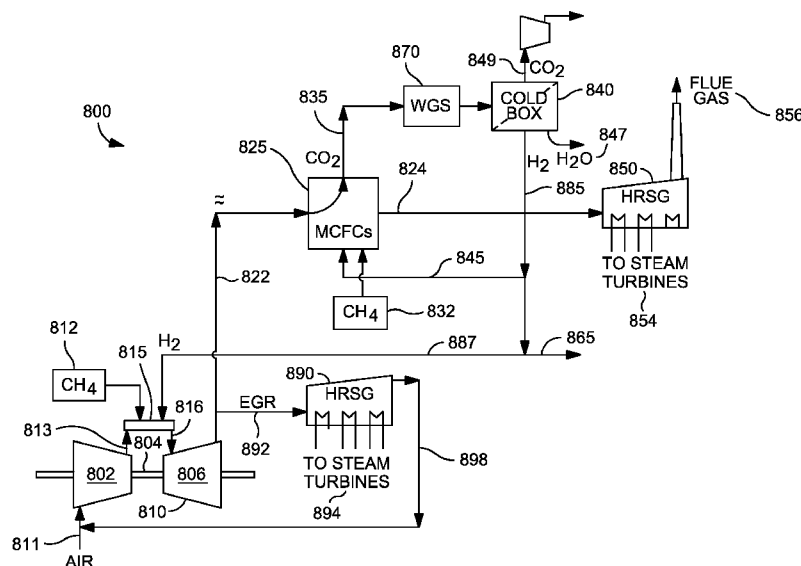 849
CO2
870
WGS
COLD
BOX
840
835
800
FLUE
GAS
856
847
H2O
H2
825
CO2
824
885
850
HRSG
≈
MCFCs
TO STEAM
TURBINES
854
845
822
CH4
832
812
H2
815
887
865
CH4
890
HRSG
816
EGR
892
813
804
898
802
806
TO STEAM
TURBINES
894
810
811
AIR